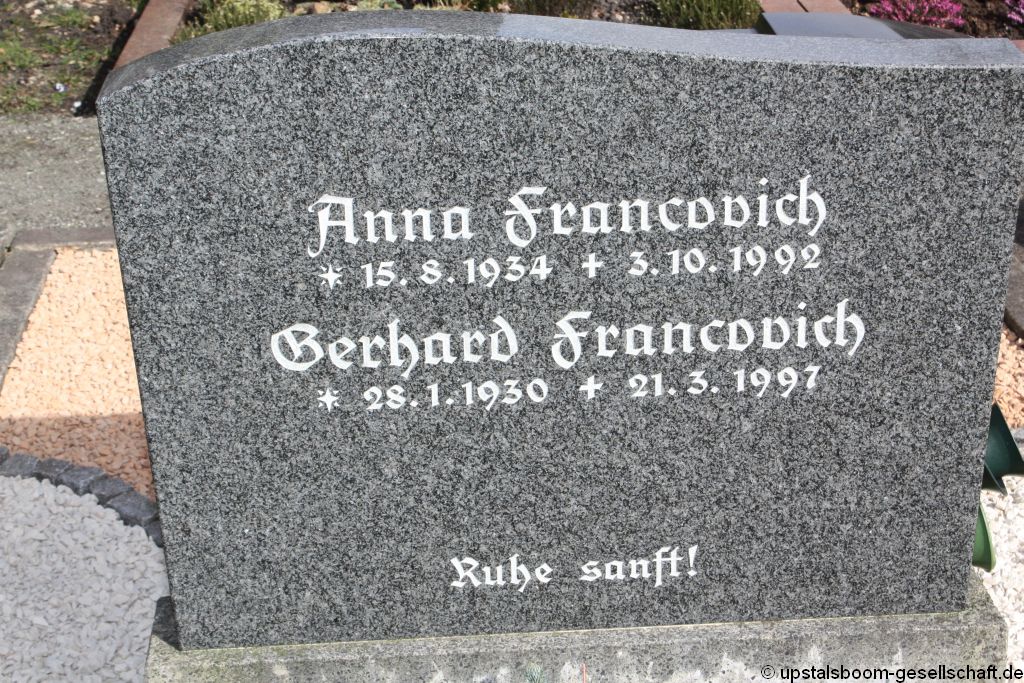 Anna Francovich
* 15.8.1934 + 3.10.1992
Gerhard Francovich
* 28.1.1930 + 21.3.1997
Ruhe sanft!
© upstalsboom-gesellschaft.de